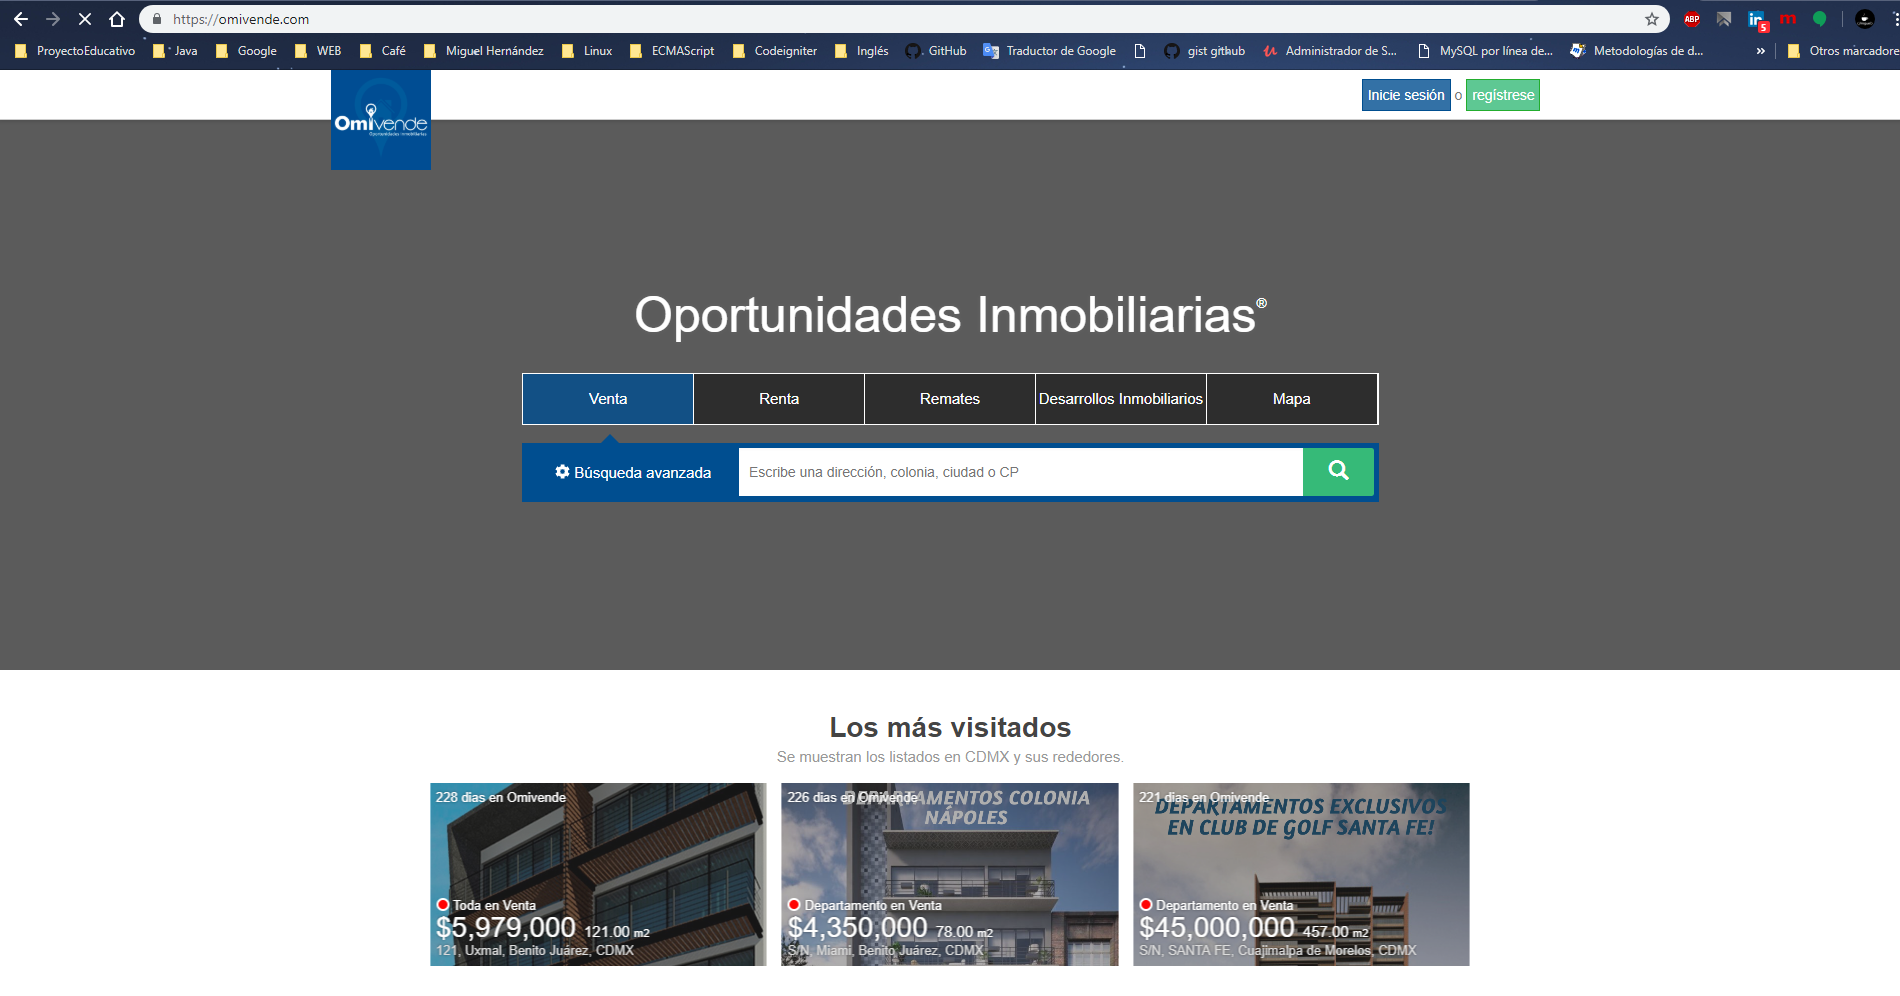 https://omivende.com
ABP
in
5
m
ProyectoEducativo
Java
Google
WEB
Café
Miguel Hernández
Linux
ECMAScript
Codeigniter
Inglés
GitHub
Traductor de Google
gist github
Administrador de S...
MySQL por línea de...
Metodologías de d...
»
Otros marcadore
Omivende
Oportunidades inmobiliarias
Inicie sesión o regístrese
Oportunidades Inmobiliarias®
Venta
Renta
Remates
Desarrollos Inmobiliarios
Mapa
Búsqueda avanzada
Escribe una dirección, colonia, ciudad o CP
Los más visitados
Se muestran los listados en CDMX y sus rededores.
228 dias en Omivende
Toda en Venta
$5,979,000 121.00 m2
121, Uxmal, Benito Juárez, CDMX
226 dias en Omivende
DEPARTAMENTOS COLONIA
NÁPOLES
Departamento en Venta
$4,350,000 78.00 m2
S/N, Miami, Benito Juárez, CDMX
221 dias en Omivende
DEPARTAMENTOS EXCLUSIVOS
EN CLUB DE GOLF SANTA FE!
Departamento en Venta
$45,000,000 457.00 m2
S/N, SANTA FE, Cuajimalpa de Morelos, CDMX